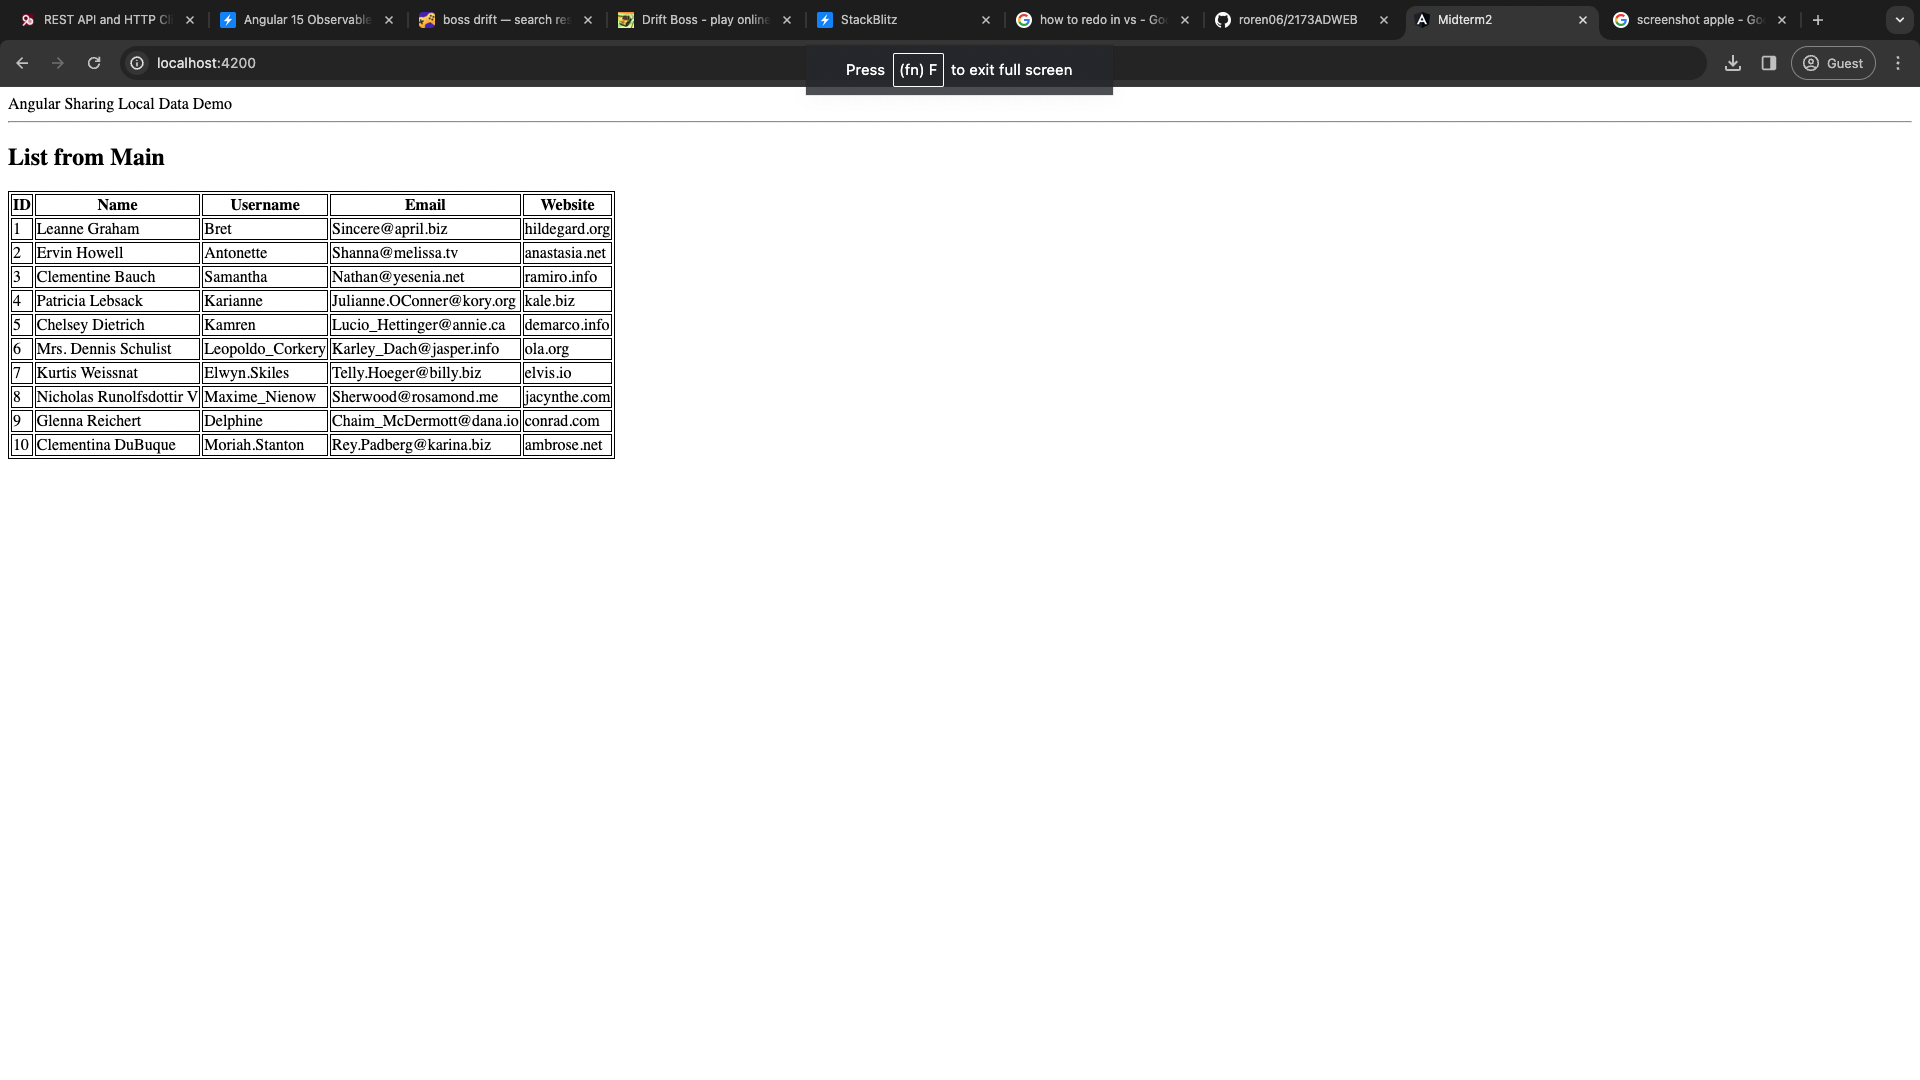 REST API and HTTP Cli
Angular 15 Observable
boss drift — search res
Drift Boss - play online
StackBlitz
how to redo in vs - Goo
roren06/2173ADWEB
Midterm2
screenshot apple - Goo
localhost:4200
Press (fn) F to exit full screen
Guest
Angular Sharing Local Data Demo
List from Main
ID Name Username Email Website
1 Leanne Graham Bret Sincere@april.biz hildegard.org
2 Ervin Howell Antonette Shanna@melissa.tv anastasia.net
3 Clementine Bauch Samantha Nathan@yesenia.net ramiro.info
4 Patricia Lebsack Karianne Julianne.OConner@kory.org kale.biz
5 Chelsey Dietrich Kamren Lucio_Hettinger@annie.ca demarco.info
6 Mrs. Dennis Schulist Leopoldo_Corkery Karley_Dach@jasper.info ola.org
7 Kurtis Weissnat Elwyn.Skiles Telly.Hoeger@billy.biz elvis.io
8 Nicholas Runolfsdottir V Maxime_Nienow Sherwood@rosamond.me jacynthe.com
9 Glenna Reichert Delphine Chaim_McDermott@dana.io conrad.com
10 Clementina DuBuque Moriah.Stanton Rey.Padberg@karina.biz ambrose.net